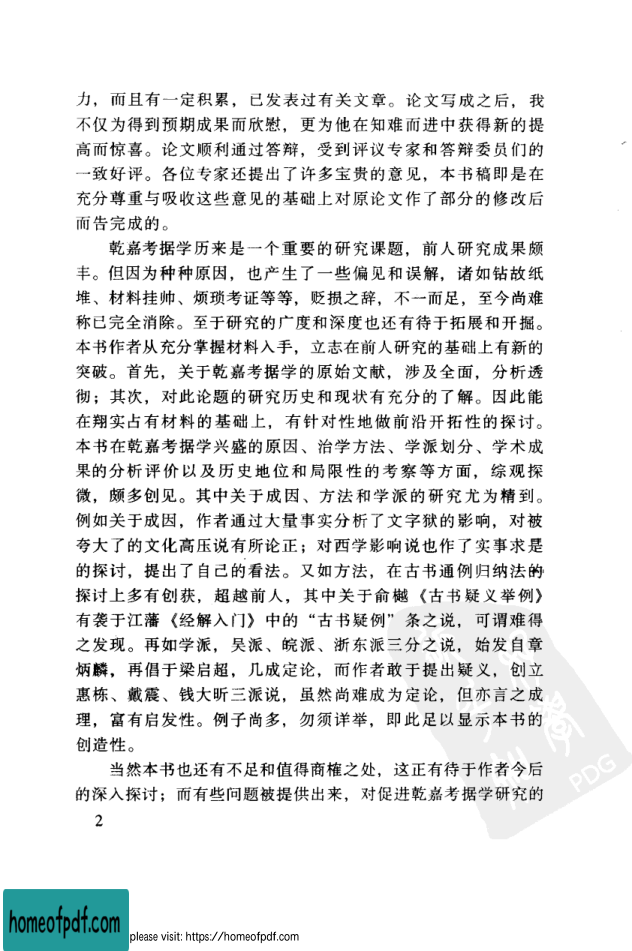 力，而且有一定积累，已发表过有关文章。论文写成之后，我
不仅为得到预期成果而欣慰，更为他在知难而进中获得新的提
高而惊喜。论文顺利通过答辩，受到评议专家和答辩委员们的
一致好评。各位专家还提出了许多宝贵的意见，本书稿即是在
充分尊重与吸收这些意见的基础上对原论文作了部分的修改后
而告完成的。
乾嘉考据学历来是一个重要的研究课题，前人研究成果颇
丰。但因为种种原因，也产生了一些偏见和误解，诸如钻故纸
堆、材料挂帅、烦琐考证等等，贬损之辞，不一而足，至今尚难
称已完全消除。至于研究的广度和深度也还有待于拓展和开掘。
本书作者从充分掌握材料入手，立志在前人研究的基础上有新的
突破。首先，关于乾嘉考据学的原始文献，涉及全面，分析透
彻；其次，对此论题的研究历史和现状有充分的了解。因此能
在翔实占有材料的基础上，有针对性地做前沿开拓性的探讨。
本书在乾嘉考据学兴盛的原因、治学方法、学派划分、学术成
果的分析评价以及历史地位和局限性的考察等方面，综观探
微，颇多创见。其中关于成因、方法和学派的研究尤为精到。
例如关于成因，作者通过大量事实分析了文字狱的影响，对被
夸大了的文化高压说有所论正；对西学影响说也作了实事求是
的探讨，提出了自己的看法。又如方法，在古书通例归纳法的
探讨上多有创获，超越前人，其中关于俞樾《古书疑义举例》
有袭于江藩《经解入门》中的“古书疑例”条之说，可谓难得
之发现。再如学派，吴派、皖派、浙东派三分之说，始发自章
炳麟，再倡于梁启超，几成定论，而作者敢于提出疑义，创立
惠栋、戴震、钱大昕三派说，虽然尚难成为定论，但亦言之成
理，富有启发性。例子尚多，勿须详举，即此足以显示本书的
创造性。
当然本书也还有不足和值得商榷之处，这正有待于作者今后
的深入探讨；而有些问题被提供出来，对促进乾嘉考据学研究的
PDG
2
homeofpdf.com
please visit: https://homeofpdf.com